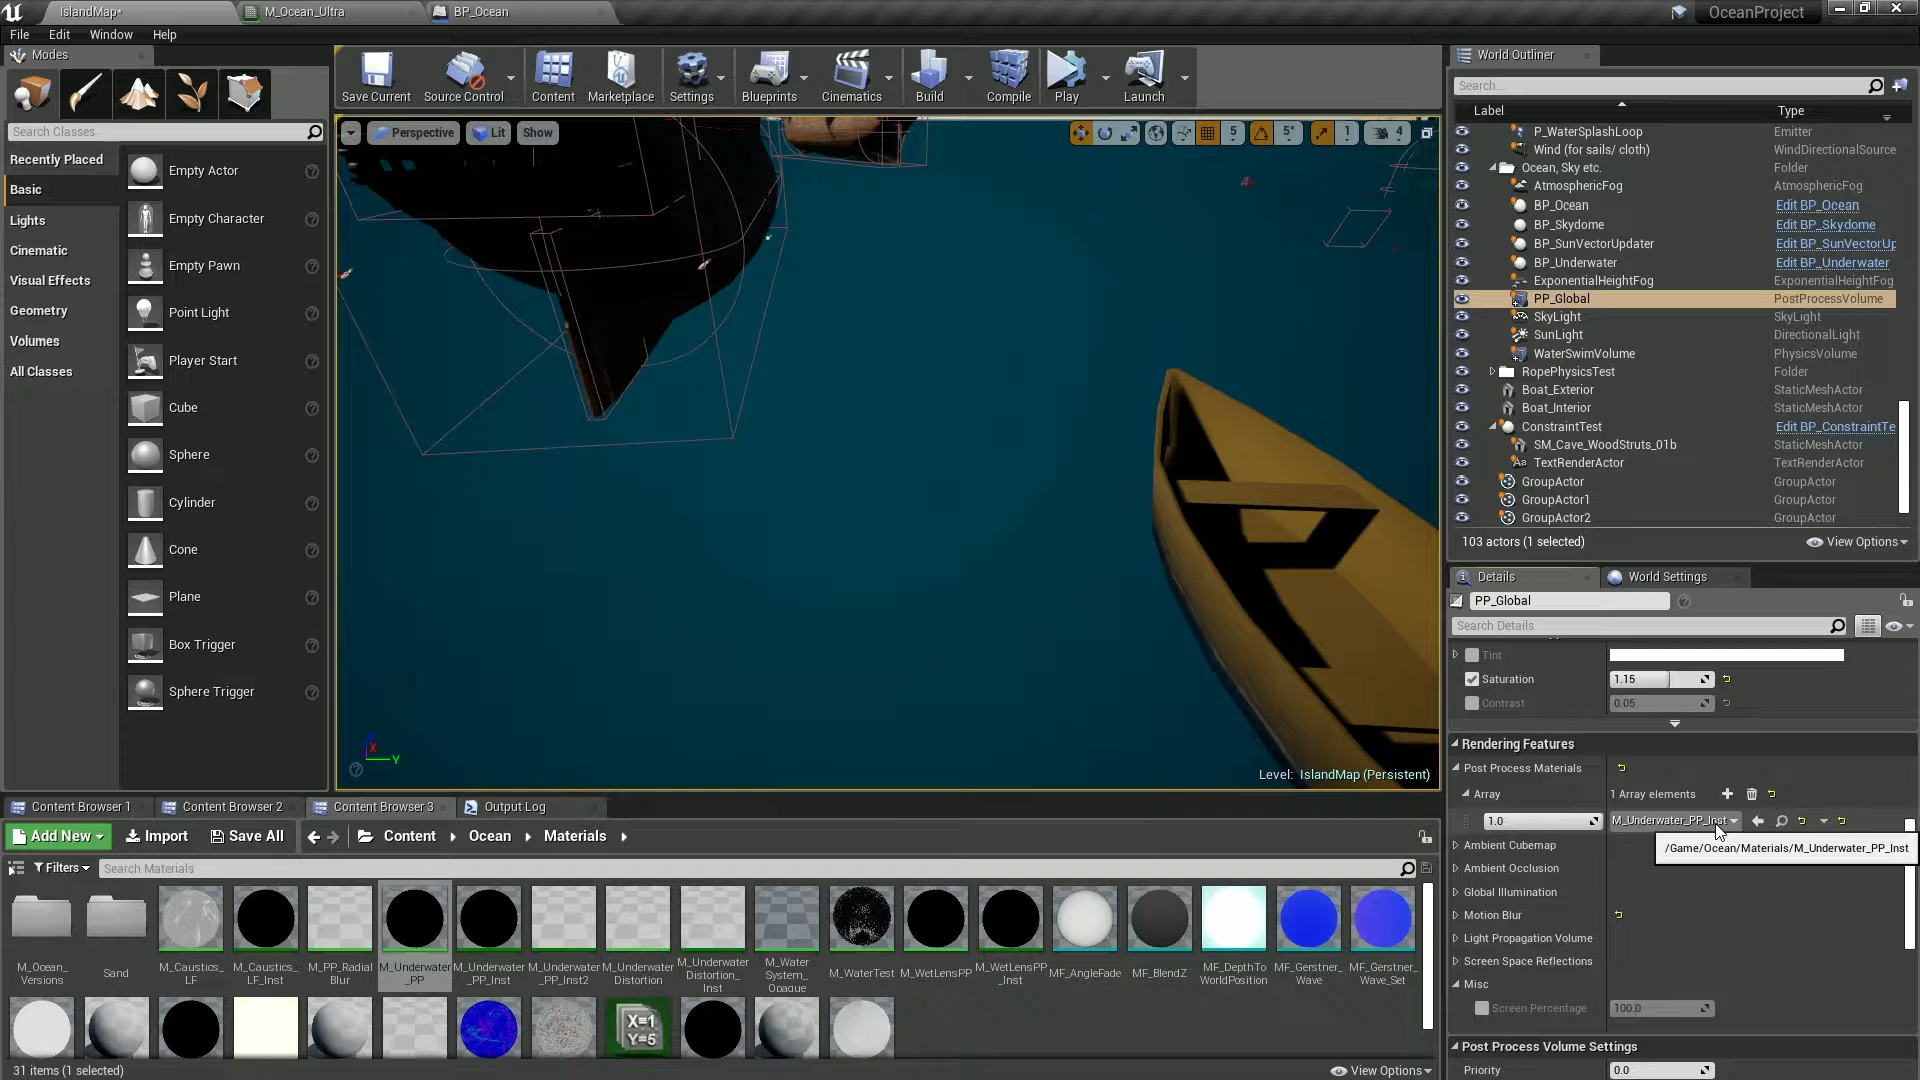 IslandMap*
M_Ocean_Ultra
BP_Ocean
OceanProject
File
Edit
Window
Help
Modes
Search Classes
Recently Placed
Basic
Lights
Cinematic
Visual Effects
Geometry
Volumes
All Classes
Empty Actor
Empty Character
Empty Pawn
Point Light
Player Start
Cube
Sphere
Cylinder
Cone
Plane
Box Trigger
Sphere Trigger
Save Current
Source Control
Content
Marketplace
Settings
Blueprints
Cinematics
Build
Compile
Play
Launch
Perspective
Lit
Show
5
5°
1
4
X
Y
Level: IslandMap (Persistent)
World Outliner
Search...
Label
Type
P_WaterSplashLoop
Emitter
Wind (for sails/ cloth)
WindDirectionalSource
Ocean, Sky etc.
Folder
AtmosphericFog
AtmosphericFog
BP_Ocean
Edit BP_Ocean
BP_Skydome
Edit BP_Skydome
BP_SunVectorUpdater
Edit BP_SunVectorUp
BP_Underwater
Edit BP_Underwater
ExponentialHeightFog
ExponentialHeightFog
PP_Global
PostProcessVolume
SkyLight
SkyLight
SunLight
DirectionalLight
WaterSwimVolume
PhysicsVolume
RopePhysicsTest
Folder
Boat_Exterior
StaticMeshActor
Boat_Interior
StaticMeshActor
ConstraintTest
Edit BP_ConstraintTe
SM_Cave_WoodStruts_01b
StaticMeshActor
TextRenderActor
TextRenderActor
GroupActor
GroupActor
GroupActor1
GroupActor
GroupActor2
GroupActor
103 actors (1 selected)
View Options
Details
World Settings
PP_Global
Search Details
Tint
Saturation
1.15
Contrast
0.05
Rendering Features
Post Process Materials
Array
1 Array elements
1.0
M_Underwater_PP_Inst
/Game/Ocean/Materials/M_Underwater_PP_Inst
Ambient Cubemap
Ambient Occlusion
Global Illumination
Motion Blur
Light Propagation Volume
Screen Space Reflections
Misc
Screen Percentage
100.0
Post Process Volume Settings
Priority
0.0
Content Browser 1
Content Browser 2
Content Browser 3
Output Log
Add New
Import
Save All
Content
Ocean
Materials
Filters
Search Materials
M_Ocean_
Versions
Sand
M_Caustics_
LF
M_Caustics_
LF_Inst
M_PP_Radial
Blur
M_Underwater
_PP
M_Underwater
_PP_Inst
M_Underwater
_PP_Inst2
M_Underwater
Distortion
M_Underwater
Distortion_
Inst
M_Water
System_
Opaque
M_WaterTest
M_WetLensPP
M_WetLensPP
_Inst
MF_AngleFade
MF_BlendZ
MF_DepthTo
WorldPosition
MF_Gerstner_
Wave
MF_Gerstner_
Wave_Set
X=1
Y=5
31 items (1 selected)
View Options